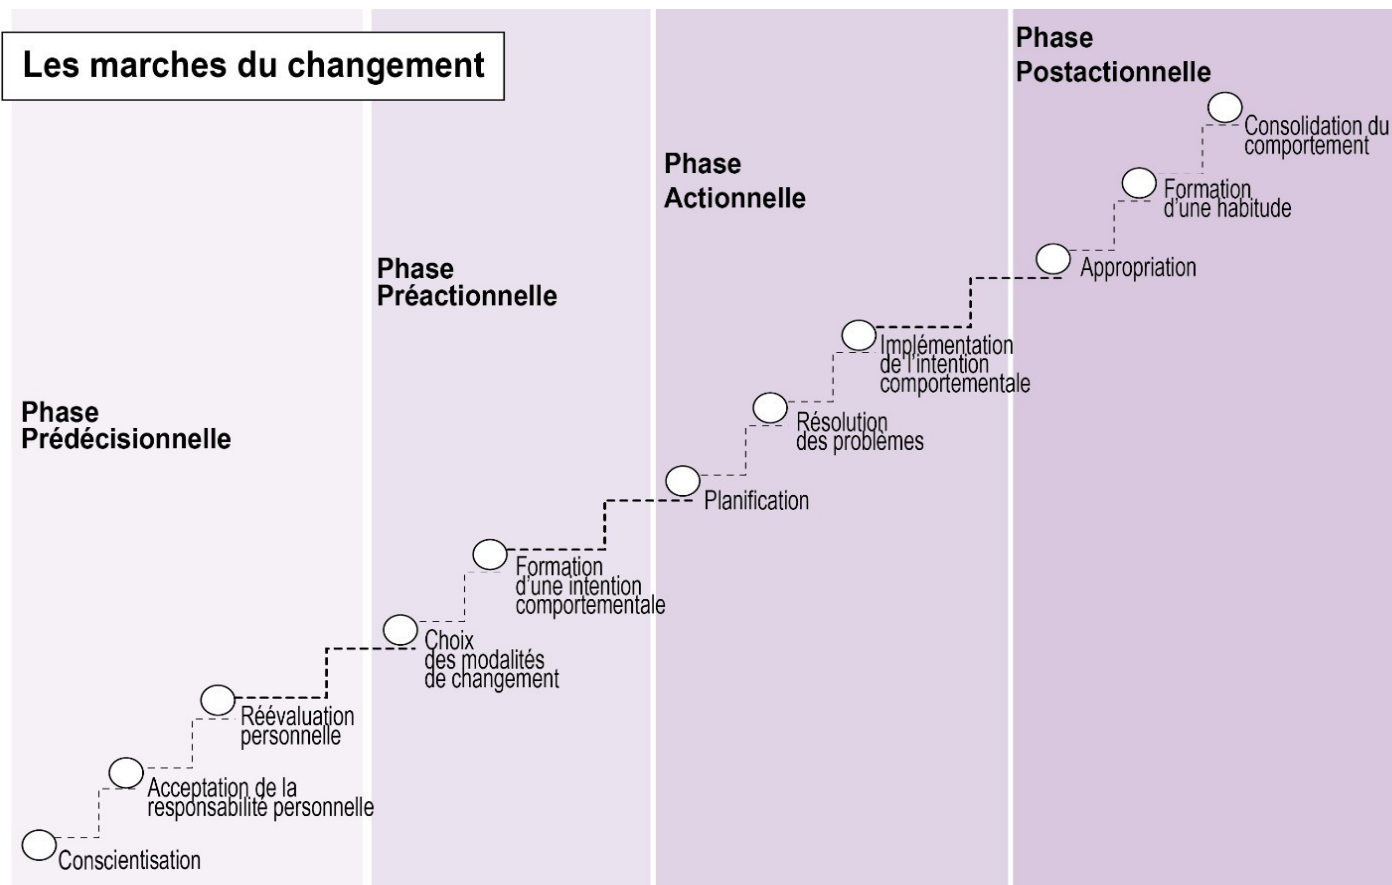 Les marches du changement
Phase
Prédécisionnelle
Conscientisation
Acceptation de la
responsabilité personnelle
Réévaluation
personnelle
Phase
Préactionnelle
Choix
des modalités
de changement
Formation
d'une intention
comportementale
Phase
Actionnelle
Planification
Résolution
des problèmes
Implémentation
de l'intention
comportementale
Phase
Postactionnelle
Appropriation
Formation
d'une habitude
Consolidation du
comportement